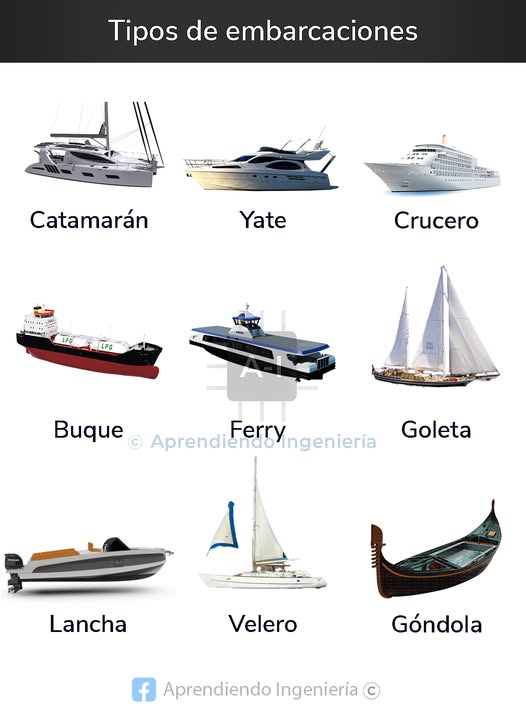 Tipos de embarcaciones
Catamarán
Yate
Crucero
LPG LPG
A-I
Buque
Ferry
Goleta
© Aprendiendo Ingeniería
Lancha
Velero
Góndola
Aprendiendo Ingeniería ©